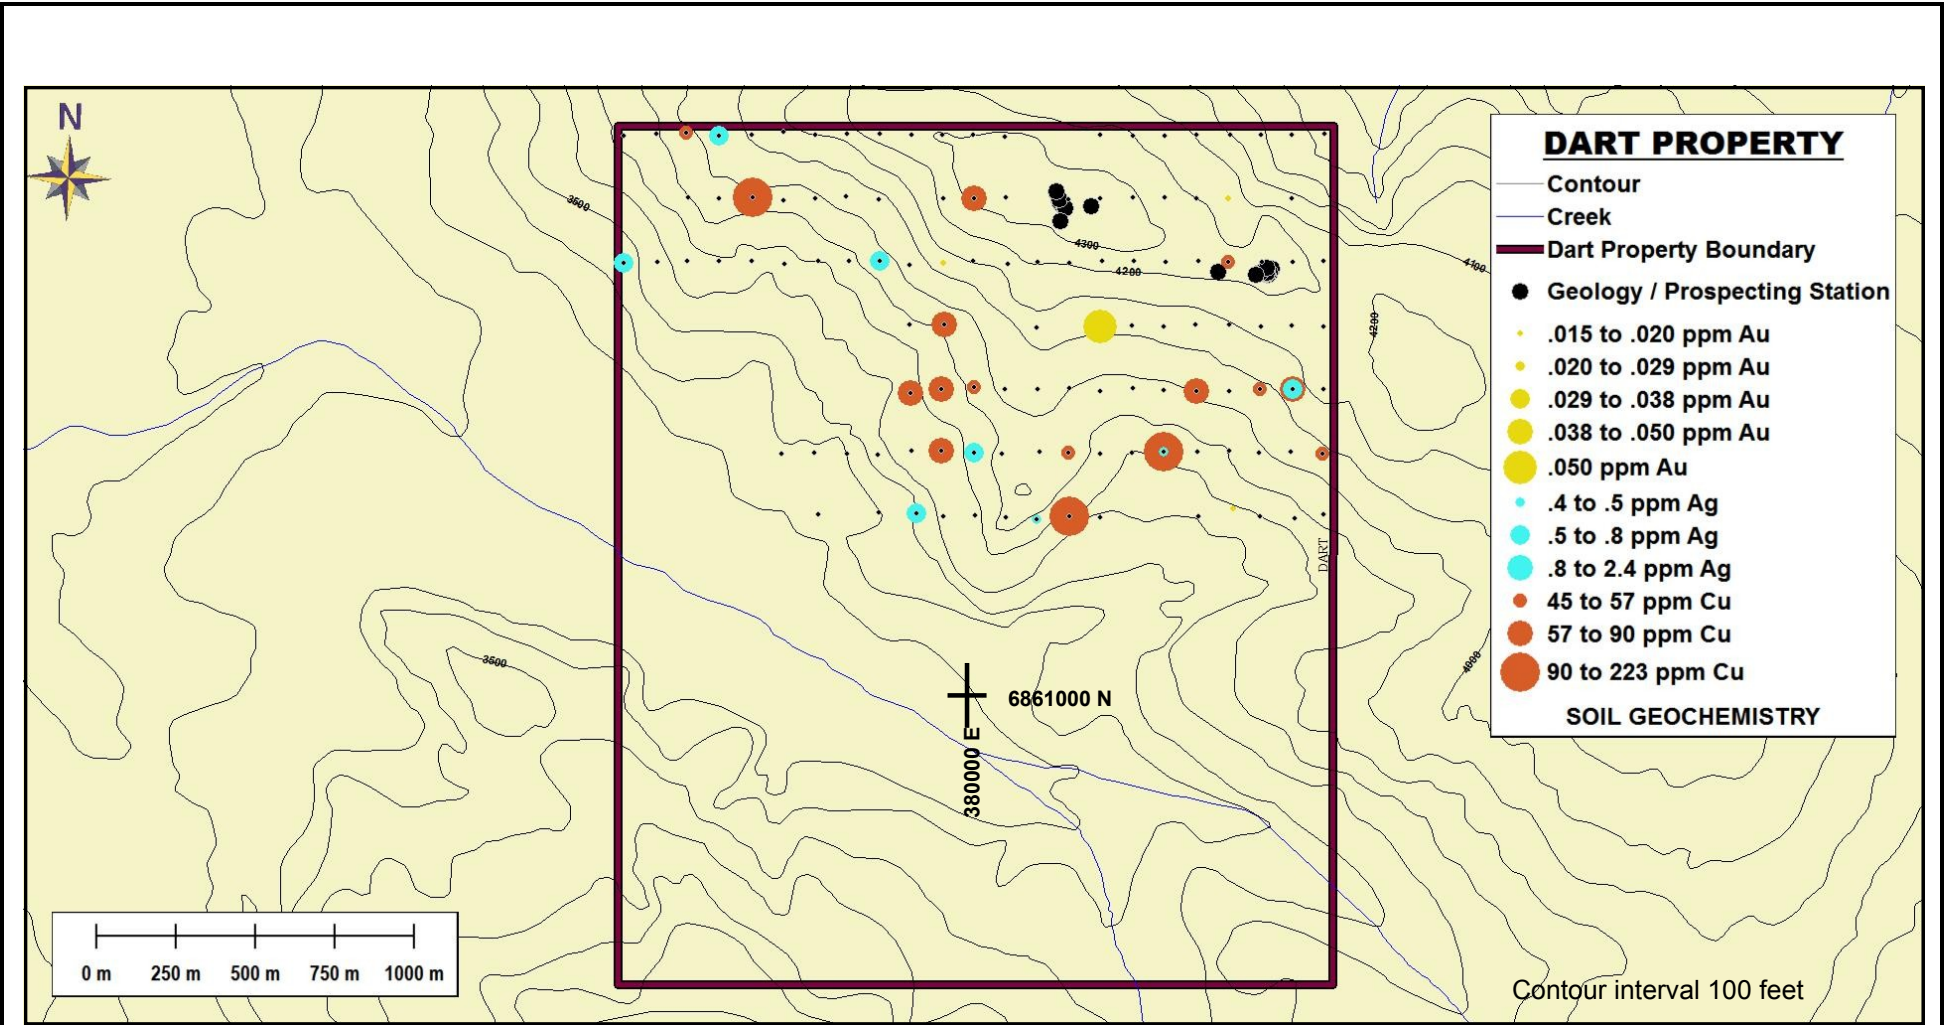 N
DART PROPERTY
Contour
Creek
Dart Property Boundary
Geology / Prospecting Station
.015 to .020 ppm Au
.020 to .029 ppm Au
.029 to .038 ppm Au
.038 to .050 ppm Au
.050 ppm Au
.4 to .5 ppm Ag
.5 to .8 ppm Ag
.8 to 2.4 ppm Ag
45 to 57 ppm Cu
57 to 90 ppm Cu
90 to 223 ppm Cu
SOIL GEOCHEMISTRY
3500
4300
4200
4100
4200
DART
3500
4000
6861000 N
380000 E
0 m 250 m 500 m 750 m 1000 m
Contour interval 100 feet